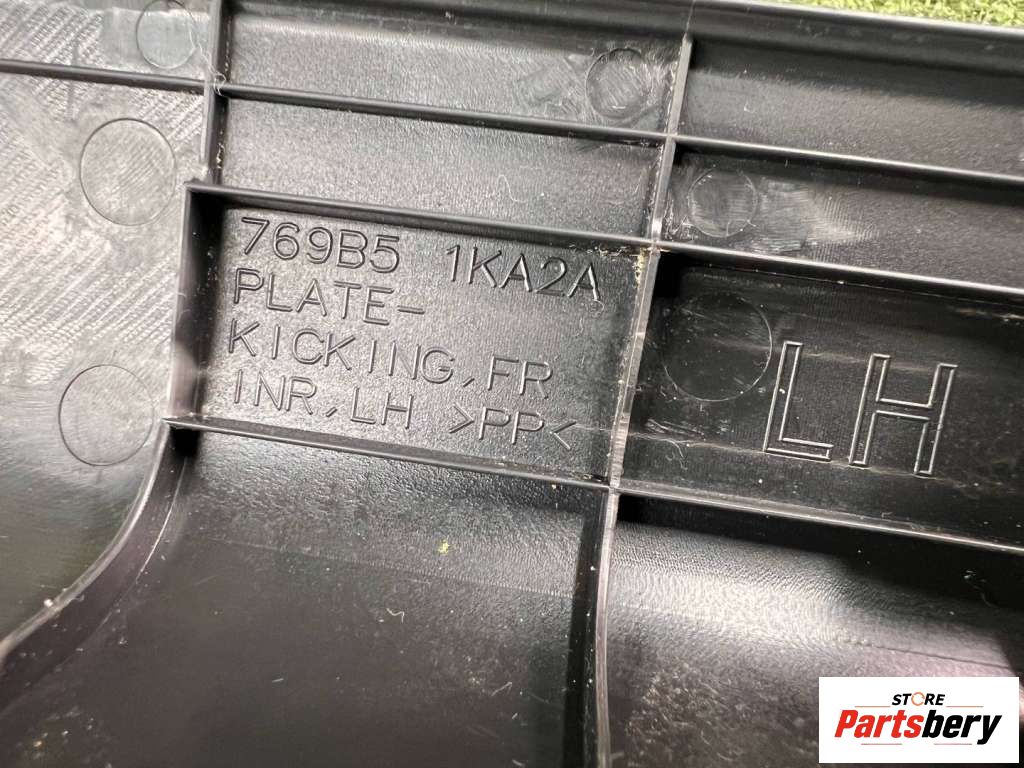 769B5 1KA2A
PLATE-
KICKING,FR
INR,LH >PP<
LH
STORE
Partsbery